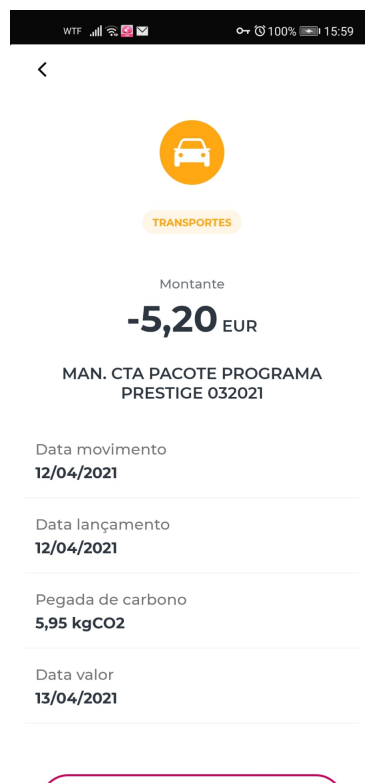 WTF 100% 15:59
TRANSPORTES
Montante
-5,20 EUR
MAN. CTA PACOTE PROGRAMA
PRESTIGE 032021
Data movimento
12/04/2021
Data lançamento
12/04/2021
Pegada de carbono
5,95 kgCO2
Data valor
13/04/2021